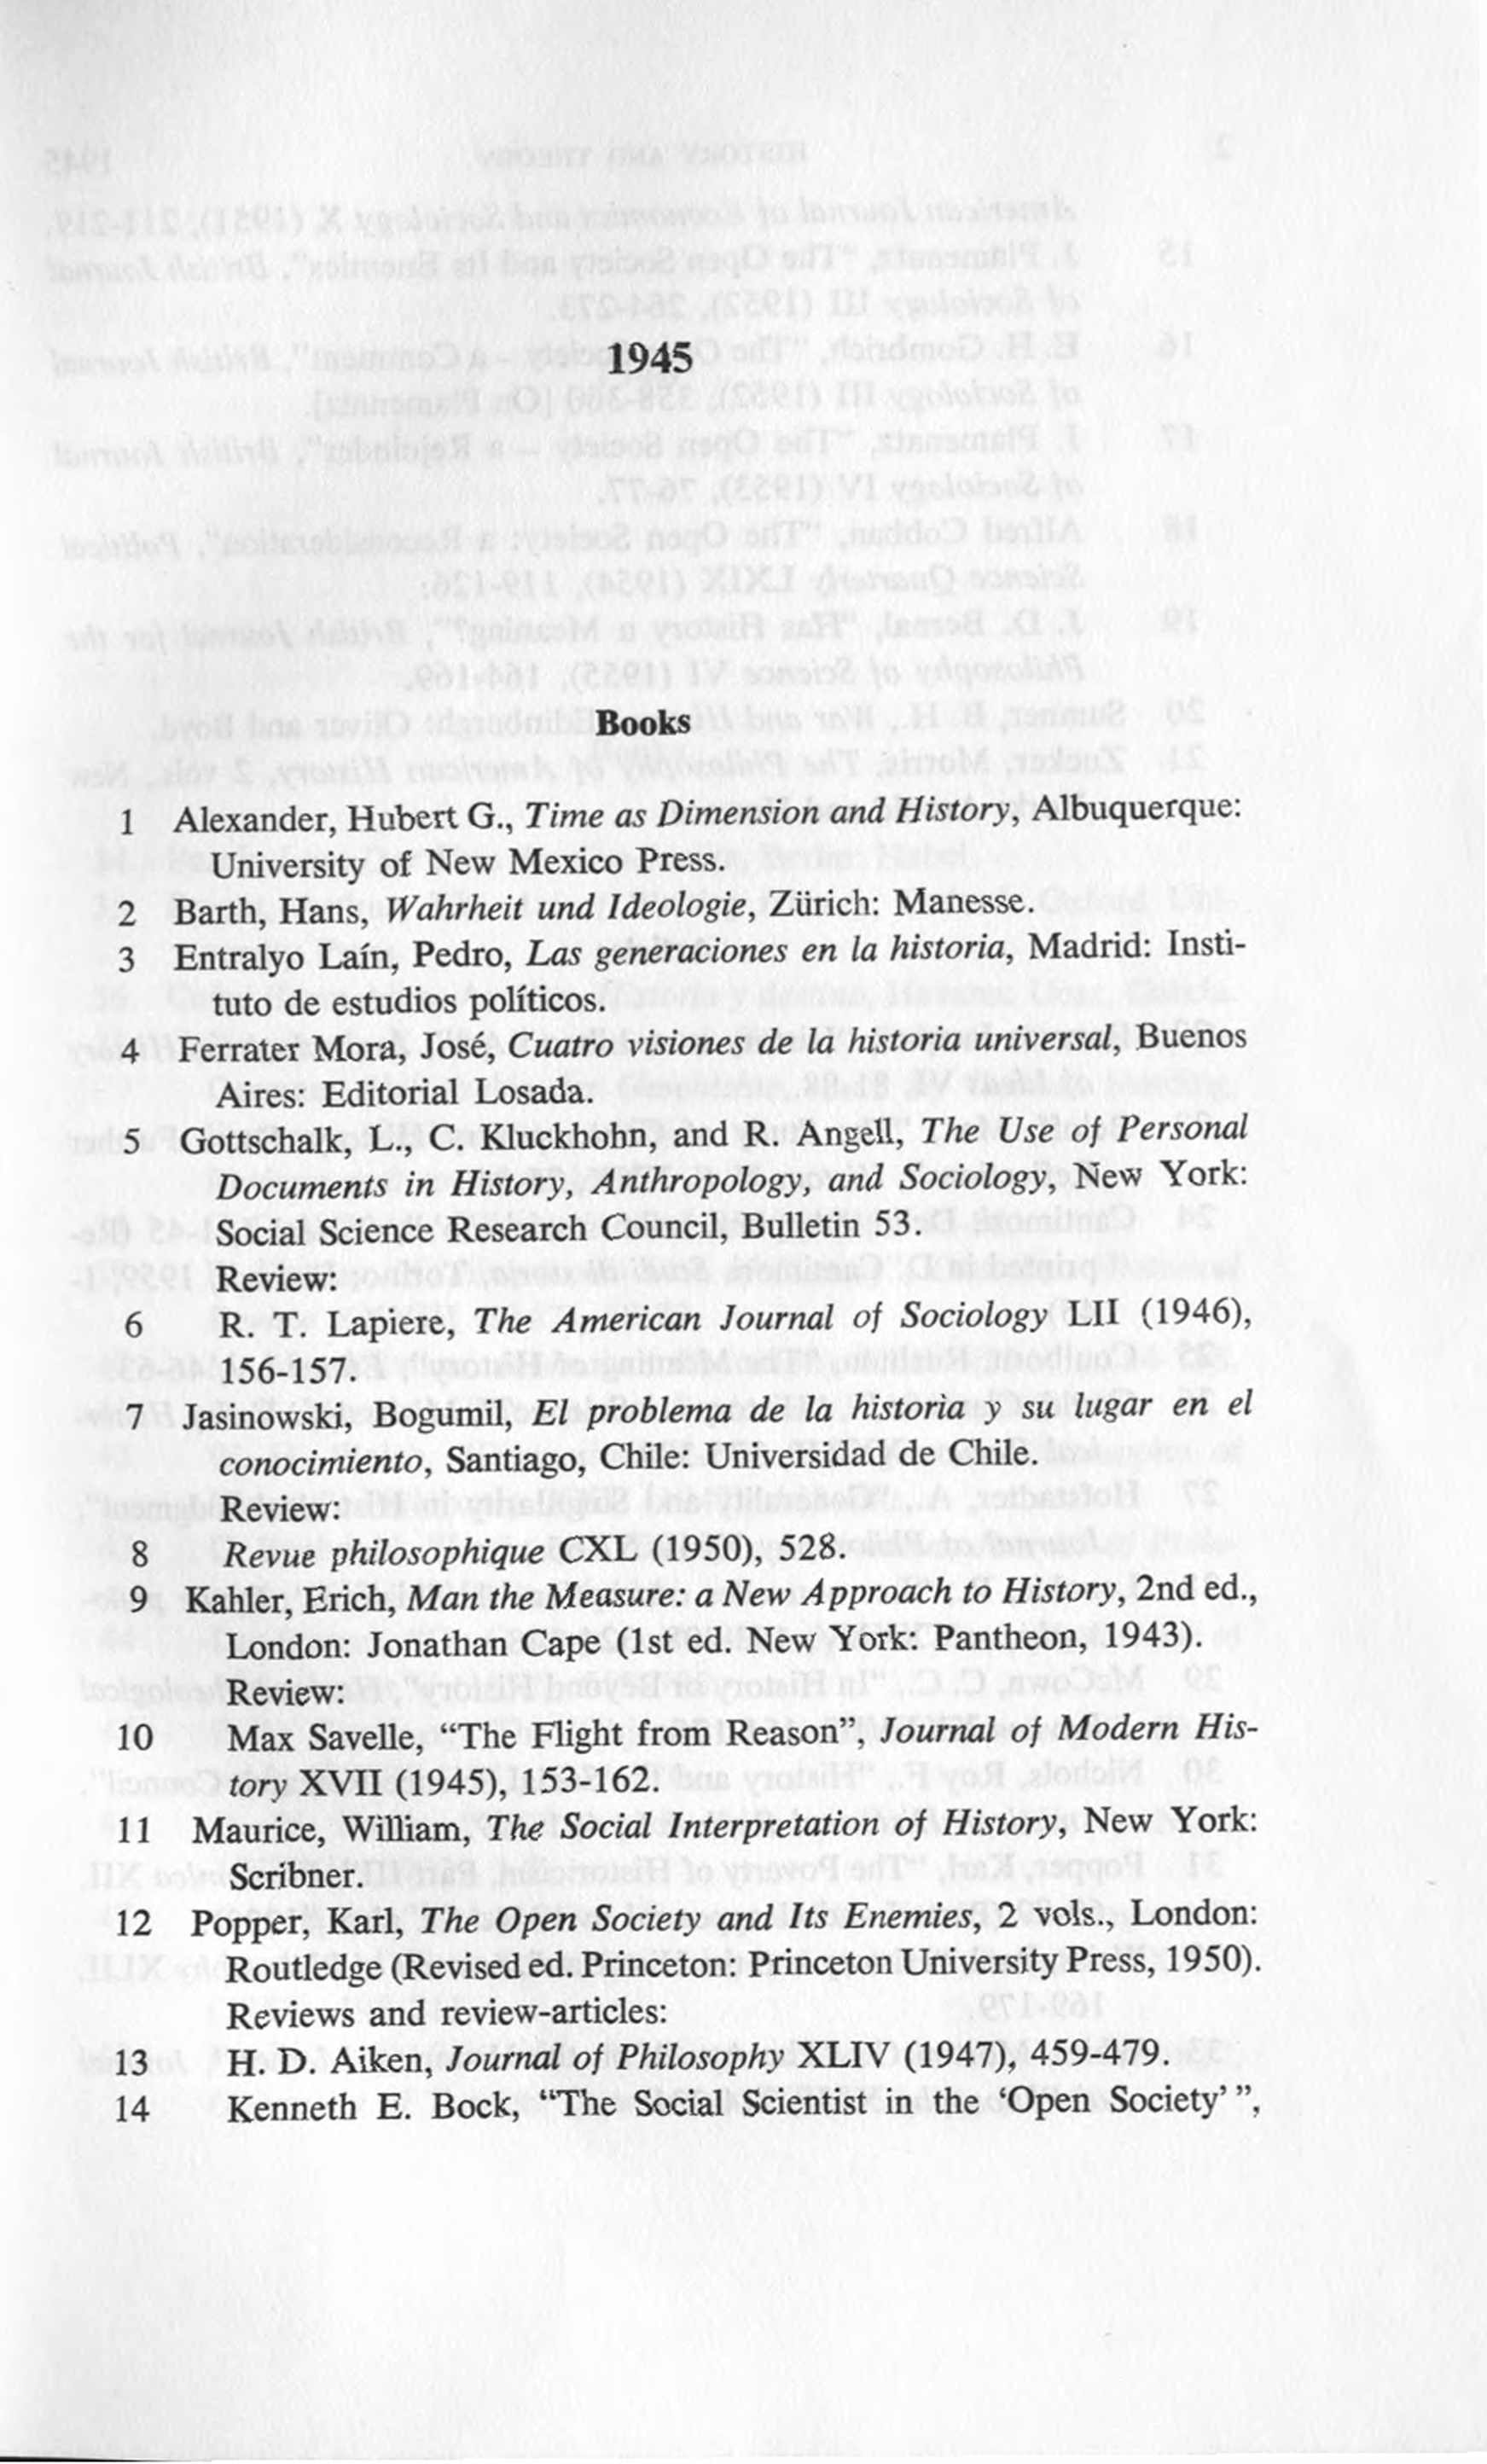 1945
Books
1 Alexander, Hubert G., Time as Dimension and History, Albuquerque:
University of New Mexico Press.
2 Barth, Hans, Wahrheit und Ideologie, Zürich: Manesse.
3 Entralyo Laín, Pedro, Las generaciones en la historia, Madrid: Insti-
tuto de estudios políticos.
4 Ferrater Mora, José, Cuatro visiones de la historia universal, Buenos
Aires: Editorial Losada.
5 Gottschalk, L., C. Kluckhohn, and R. Angell, The Use of Personal
Documents in History, Anthropology, and Sociology, New York:
Social Science Research Council, Bulletin 53.
Review:
6 R. T. Lapiere, The American Journal of Sociology LII (1946),
156-157.
7 Jasinowski, Bogumil, El problema de la historia y su lugar en el
conocimiento, Santiago, Chile: Universidad de Chile.
Review:
8 Revue philosophique CXL (1950), 528.
9 Kahler, Erich, Man the Measure: a New Approach to History, 2nd ed.,
London: Jonathan Cape (1st ed. New York: Pantheon, 1943).
Review:
10 Max Savelle, “The Flight from Reason”, Journal of Modern His-
tory XVII (1945), 153-162.
11 Maurice, William, The Social Interpretation of History, New York:
Scribner.
12 Popper, Karl, The Open Society and Its Enemies, 2 vols., London:
Routledge (Revised ed. Princeton: Princeton University Press, 1950).
Reviews and review-articles:
13 H. D. Aiken, Journal of Philosophy XLIV (1947), 459-479.
14 Kenneth E. Bock, “The Social Scientist in the ‘Open Society’ ”,